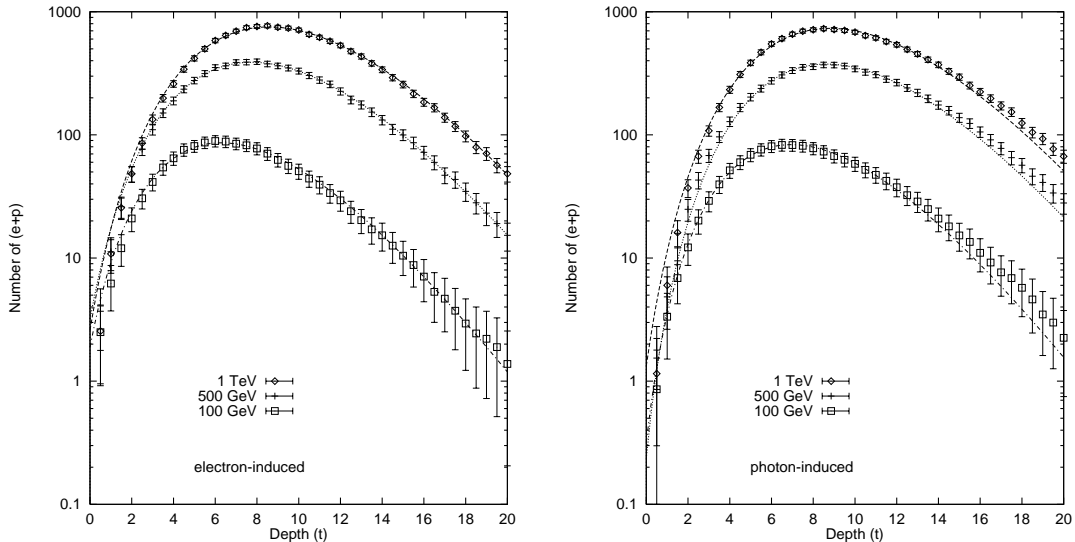 1000
100
10
1
0.1
Number of (e+p)
0 2 4 6 8 10 12 14 16 18 20
Depth (t)
1 TeV
500 GeV
100 GeV
electron-induced
1000
100
10
1
0.1
Number of (e+p)
0 2 4 6 8 10 12 14 16 18 20
Depth (t)
1 TeV
500 GeV
100 GeV
photon-induced